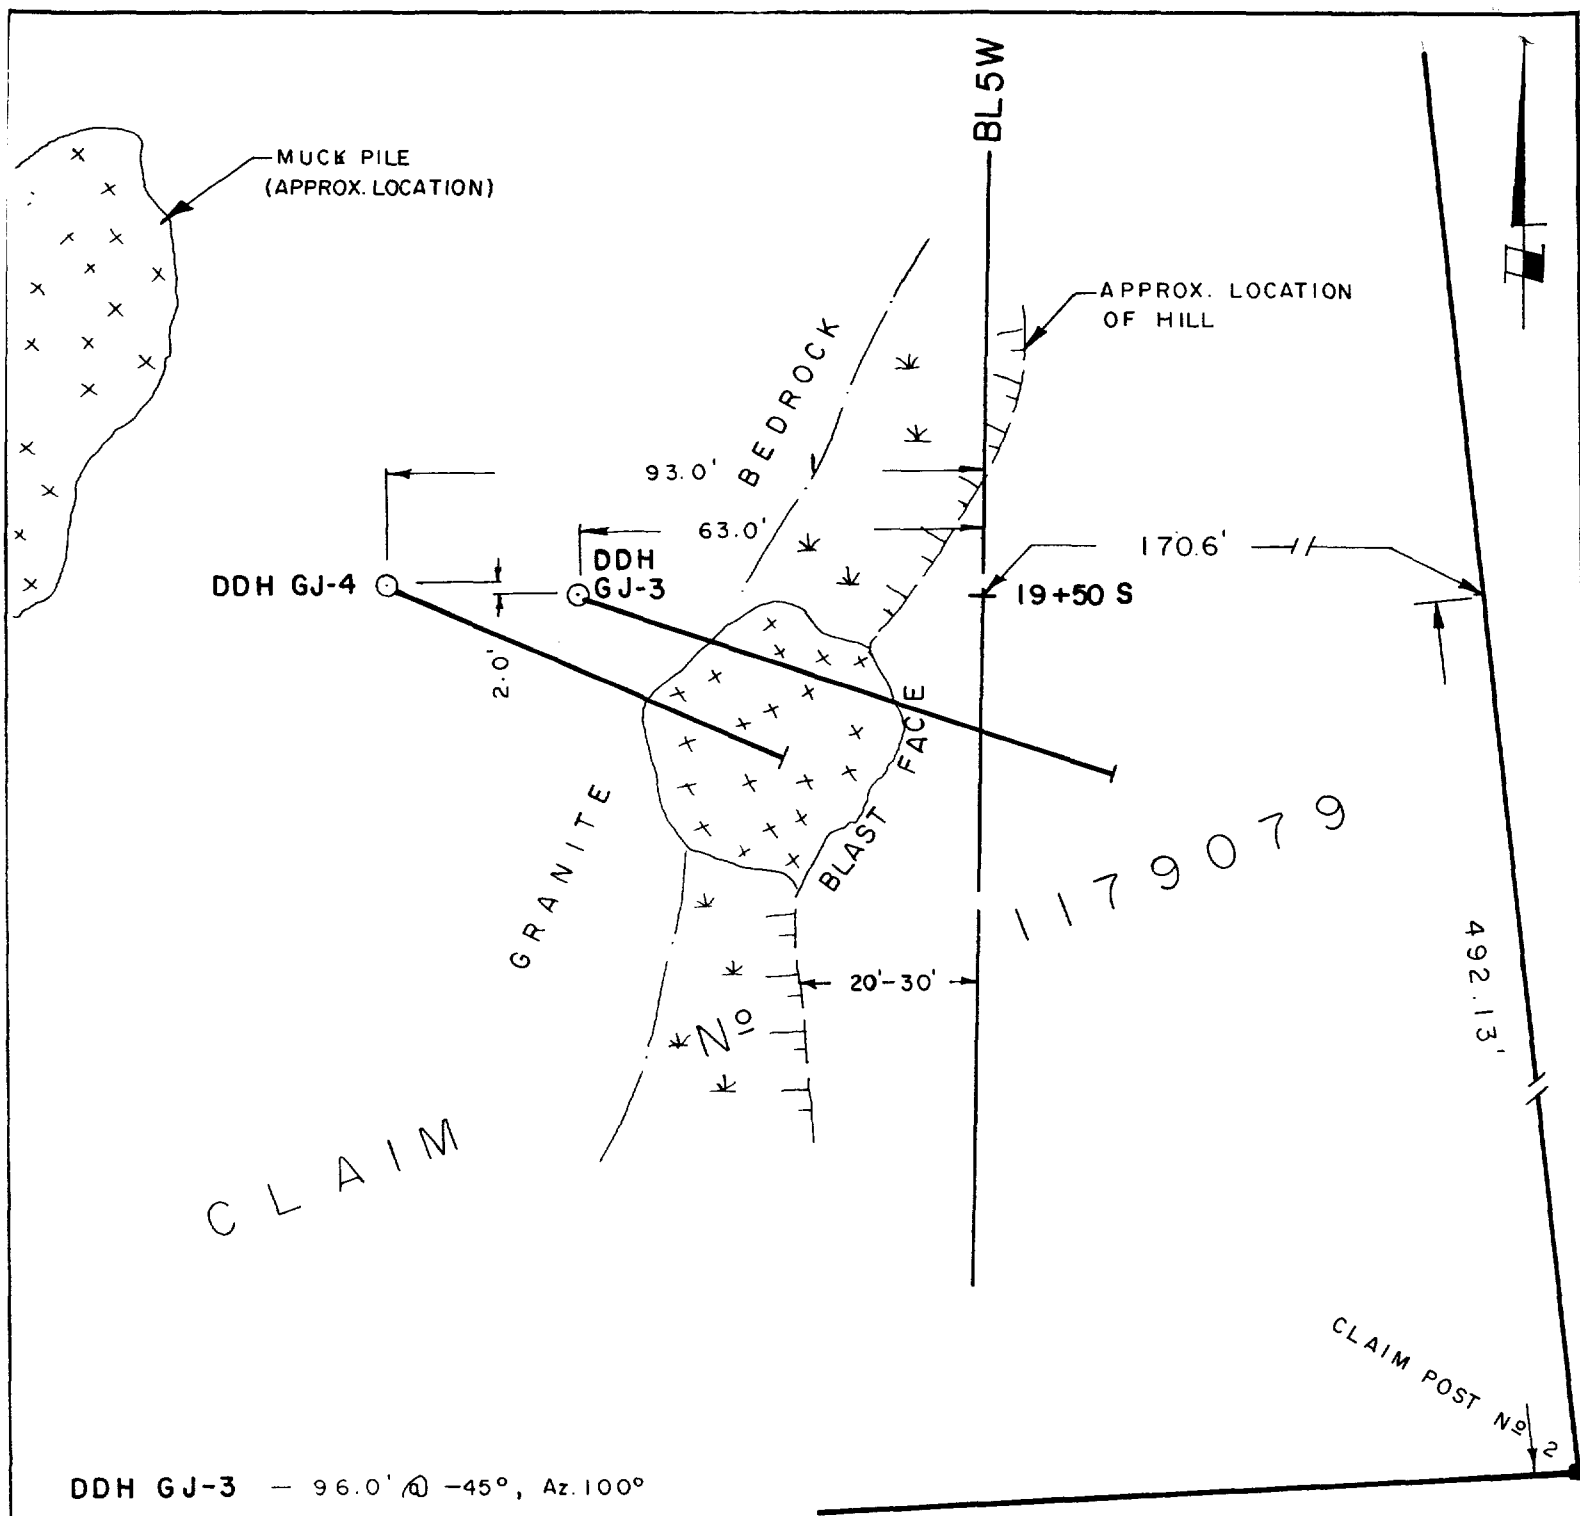 BL5W
MUCK PILE
(APPROX. LOCATION)
APPROX. LOCATION
OF HILL
BEDROCK
93.0'
63.0'
DDH
GJ-3
DDH GJ-4
170.6'
19+50 S
2.0'
BLAST FACE
GRANITE
CLAIM Nº 1179079
20'-30'
492.13'
CLAIM POST Nº 2
DDH GJ-3 — 96.0' @ -45°, Az.100°